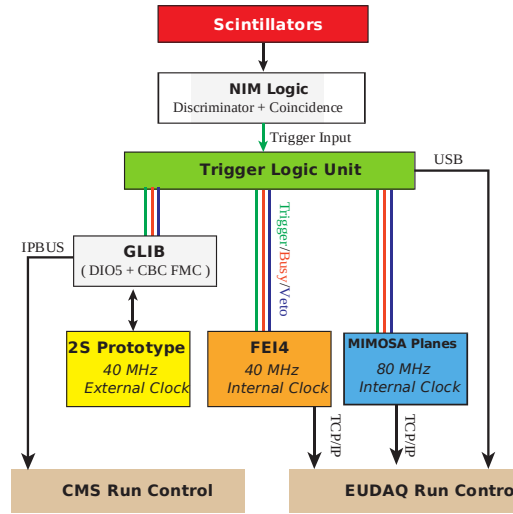 Scintillators
NIM Logic
Discriminator + Coincidence
Trigger Input
Trigger Logic Unit
USB
IPBUS
GLIB
( DIO5 + CBC FMC )
Trigger/Busy/Veto
2S Prototype
40 MHz
External Clock
FEI4
40 MHz
Internal Clock
MIMOSA Planes
80 MHz
Internal Clock
TCP/IP
TCP/IP
CMS Run Control
EUDAQ Run Contro